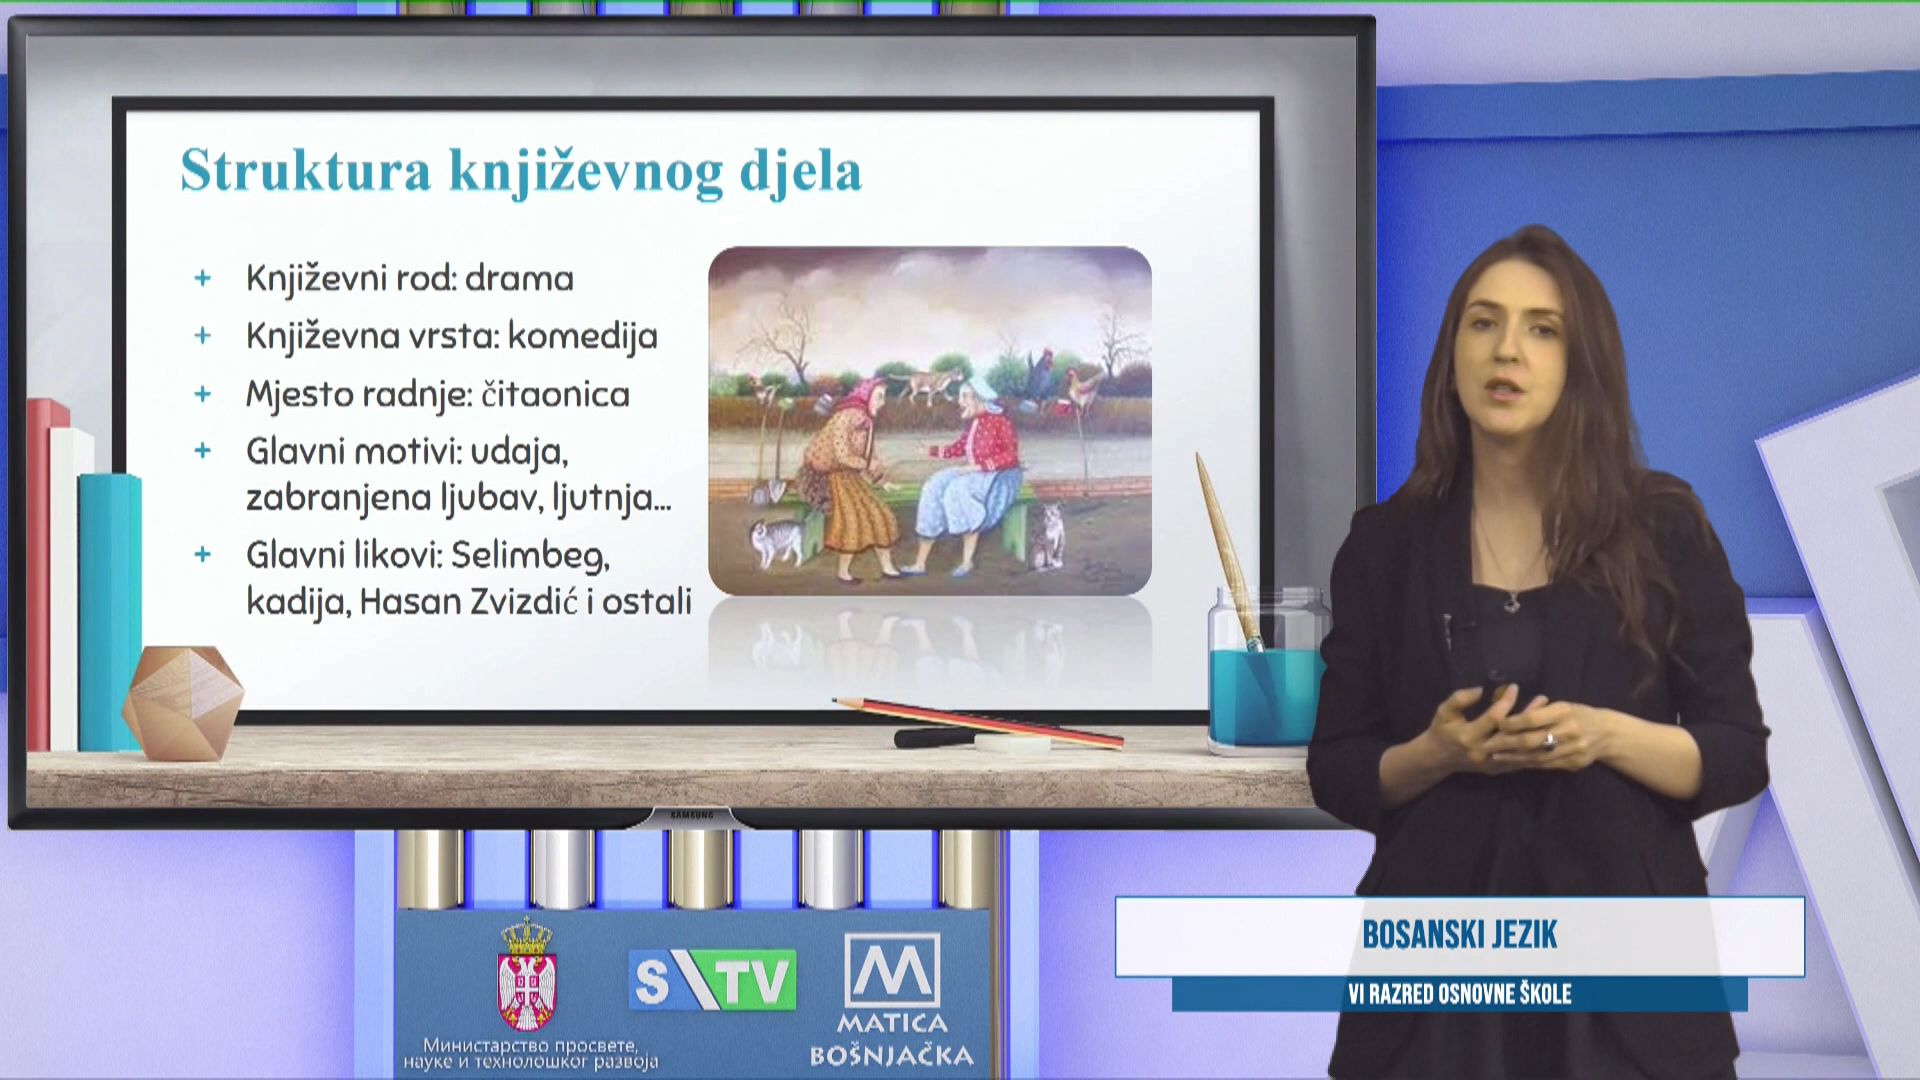 Struktura književnog djela
+ Književni rod: drama
+ Književna vrsta: komedija
+ Mjesto radnje: čitaonica
+ Glavni motivi: udaja,
zabranjena ljubav, ljutnja...
+ Glavni likovi: Selimbeg,
kadija, Hasan Zvizdić i ostali
SAMSUNG
BOSANSKI JEZIK
VI RAZRED OSNOVNE ŠKOLE
Министарство просвете,
науке и технолошког развоја
STV
MATICA
BOŠNJAČKA